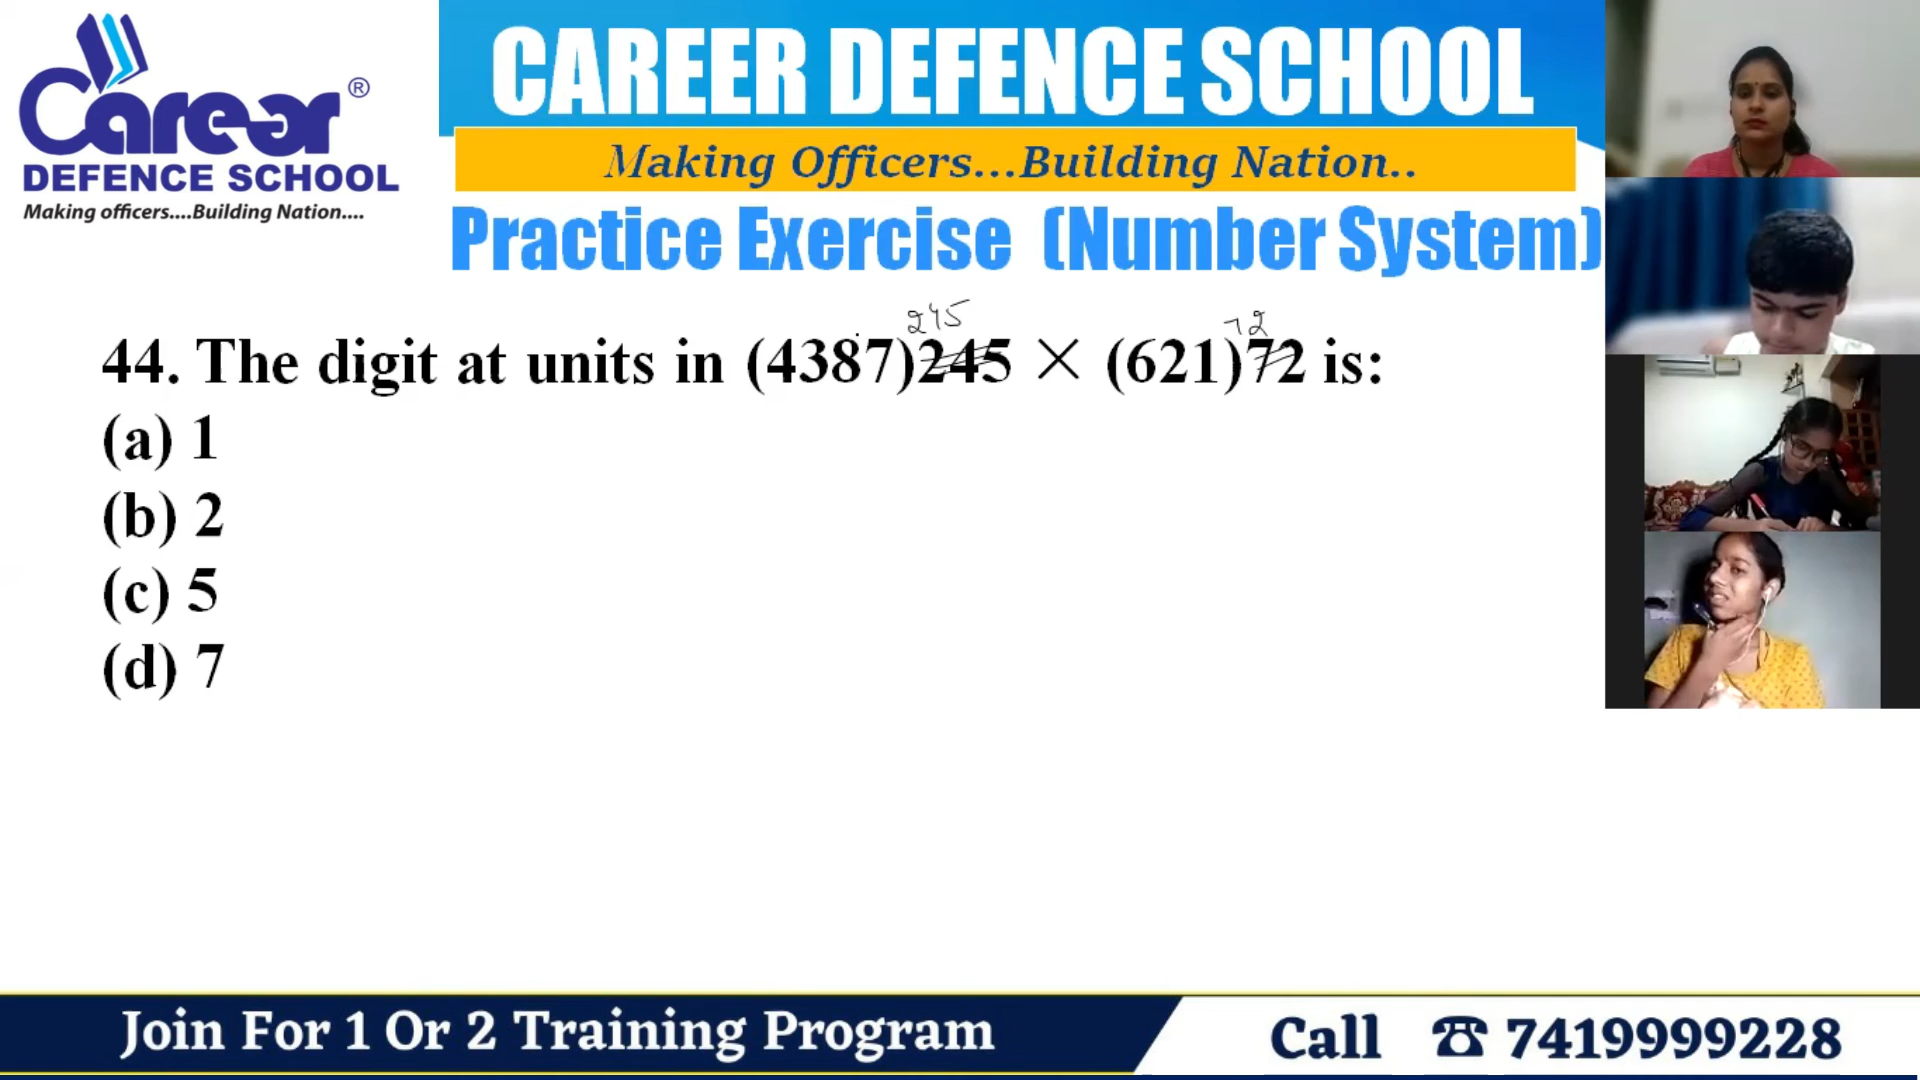 Career ®
DEFENCE SCHOOL
Making officers....Building Nation....
CAREER DEFENCE SCHOOL
Making Officers...Building Nation..
Practice Exercise (Number System)
245 72
44. The digit at units in (4387)245 × (621)72 is:
(a) 1
(b) 2
(c) 5
(d) 7
Join For 1 Or 2 Training Program
Call ☎ 7419999228